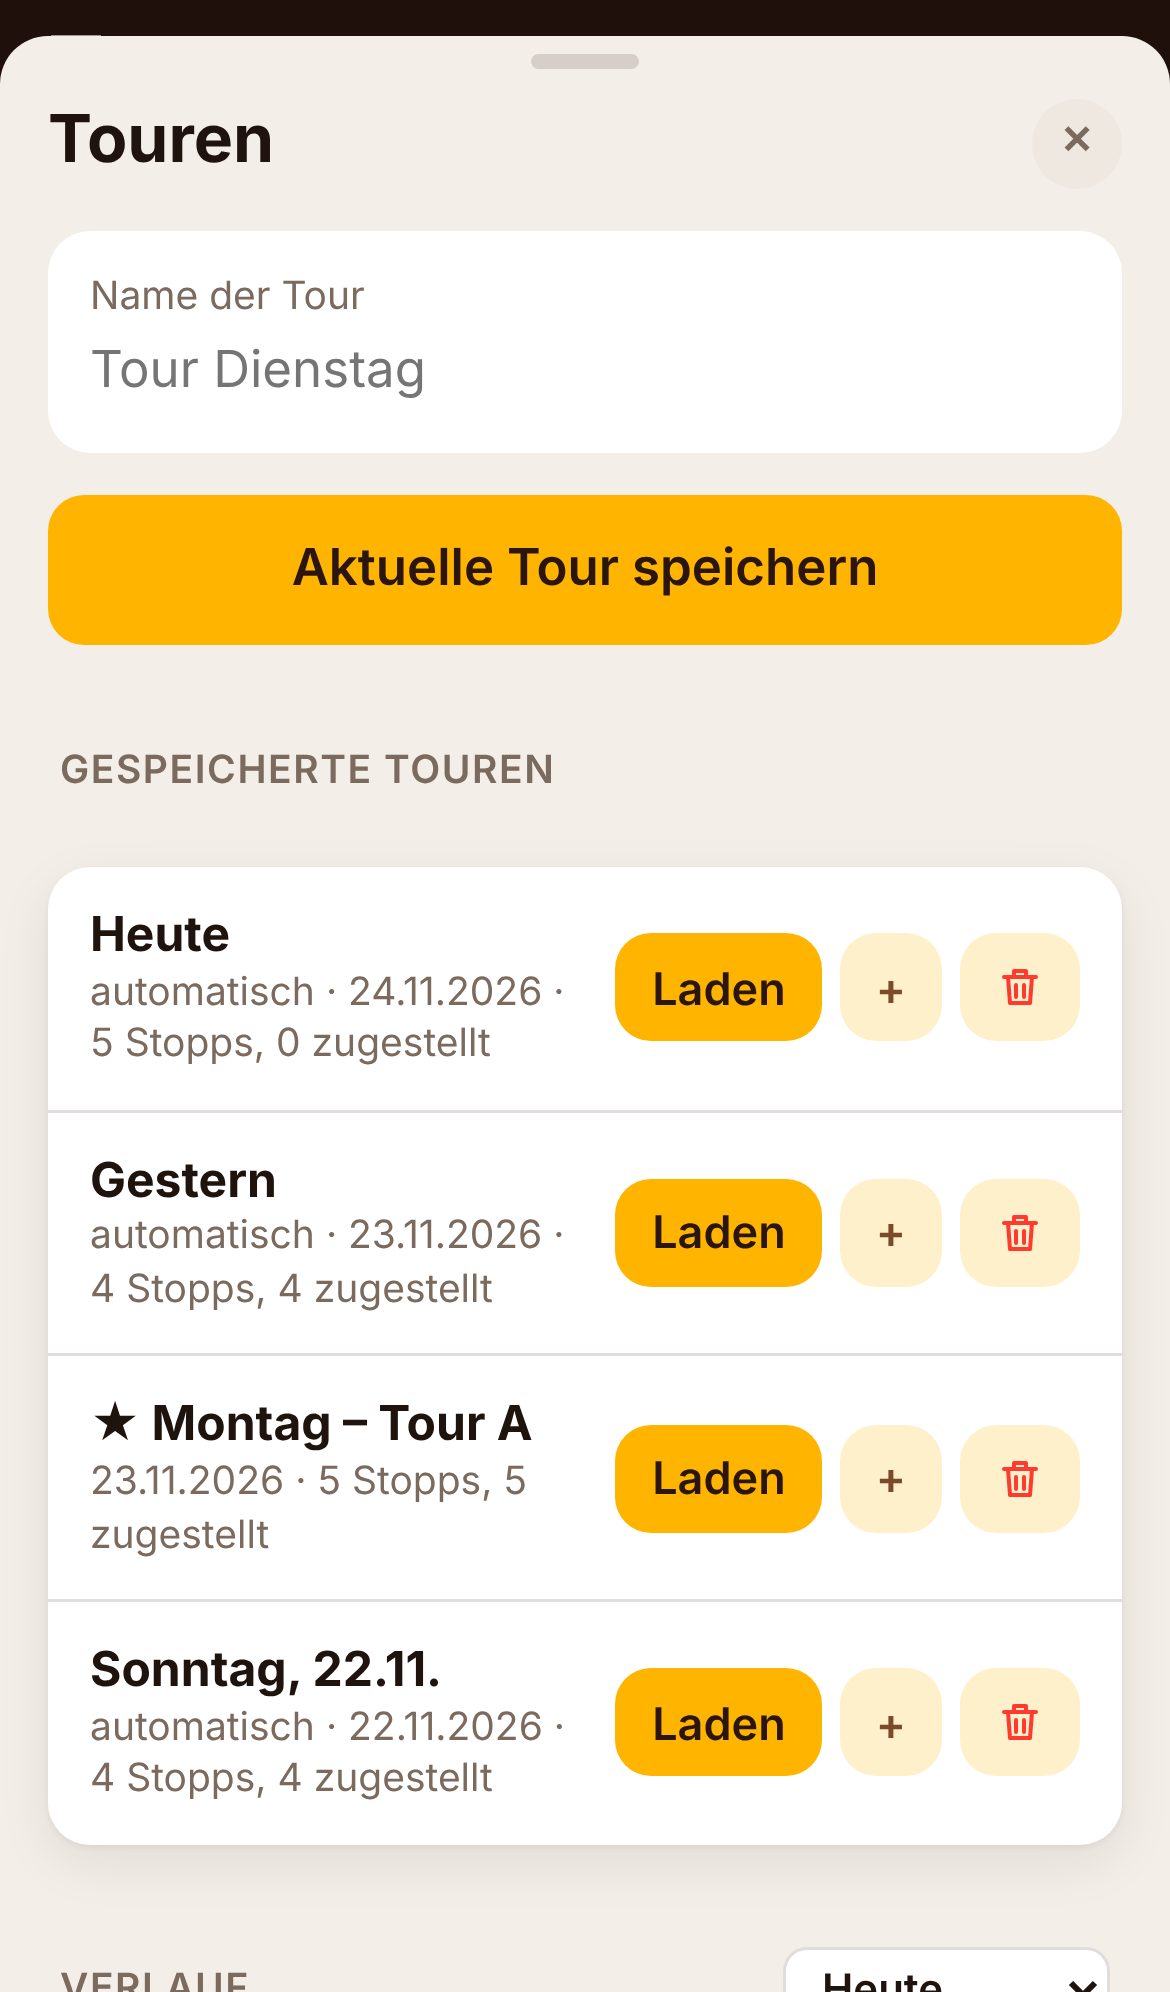 Touren
×
Name der Tour
Tour Dienstag
Aktuelle Tour speichern
GESPEICHERTE TOUREN
Heute
automatisch · 24.11.2026 ·
5 Stopps, 0 zugestellt
Laden
+
Gestern
automatisch · 23.11.2026 ·
4 Stopps, 4 zugestellt
Laden
+
★ Montag – Tour A
23.11.2026 · 5 Stopps, 5
zugestellt
Laden
+
Sonntag, 22.11.
automatisch · 22.11.2026 ·
4 Stopps, 4 zugestellt
Laden
+
VERLAUF
Heute